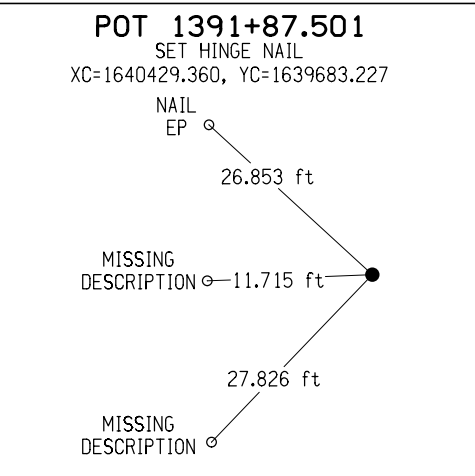 POT 1391+87.501
SET HINGE NAIL
XC=1640429.360, YC=1639683.227
NAIL
EP
26.853 ft
MISSING
DESCRIPTION
11.715 ft
27.826 ft
MISSING
DESCRIPTION